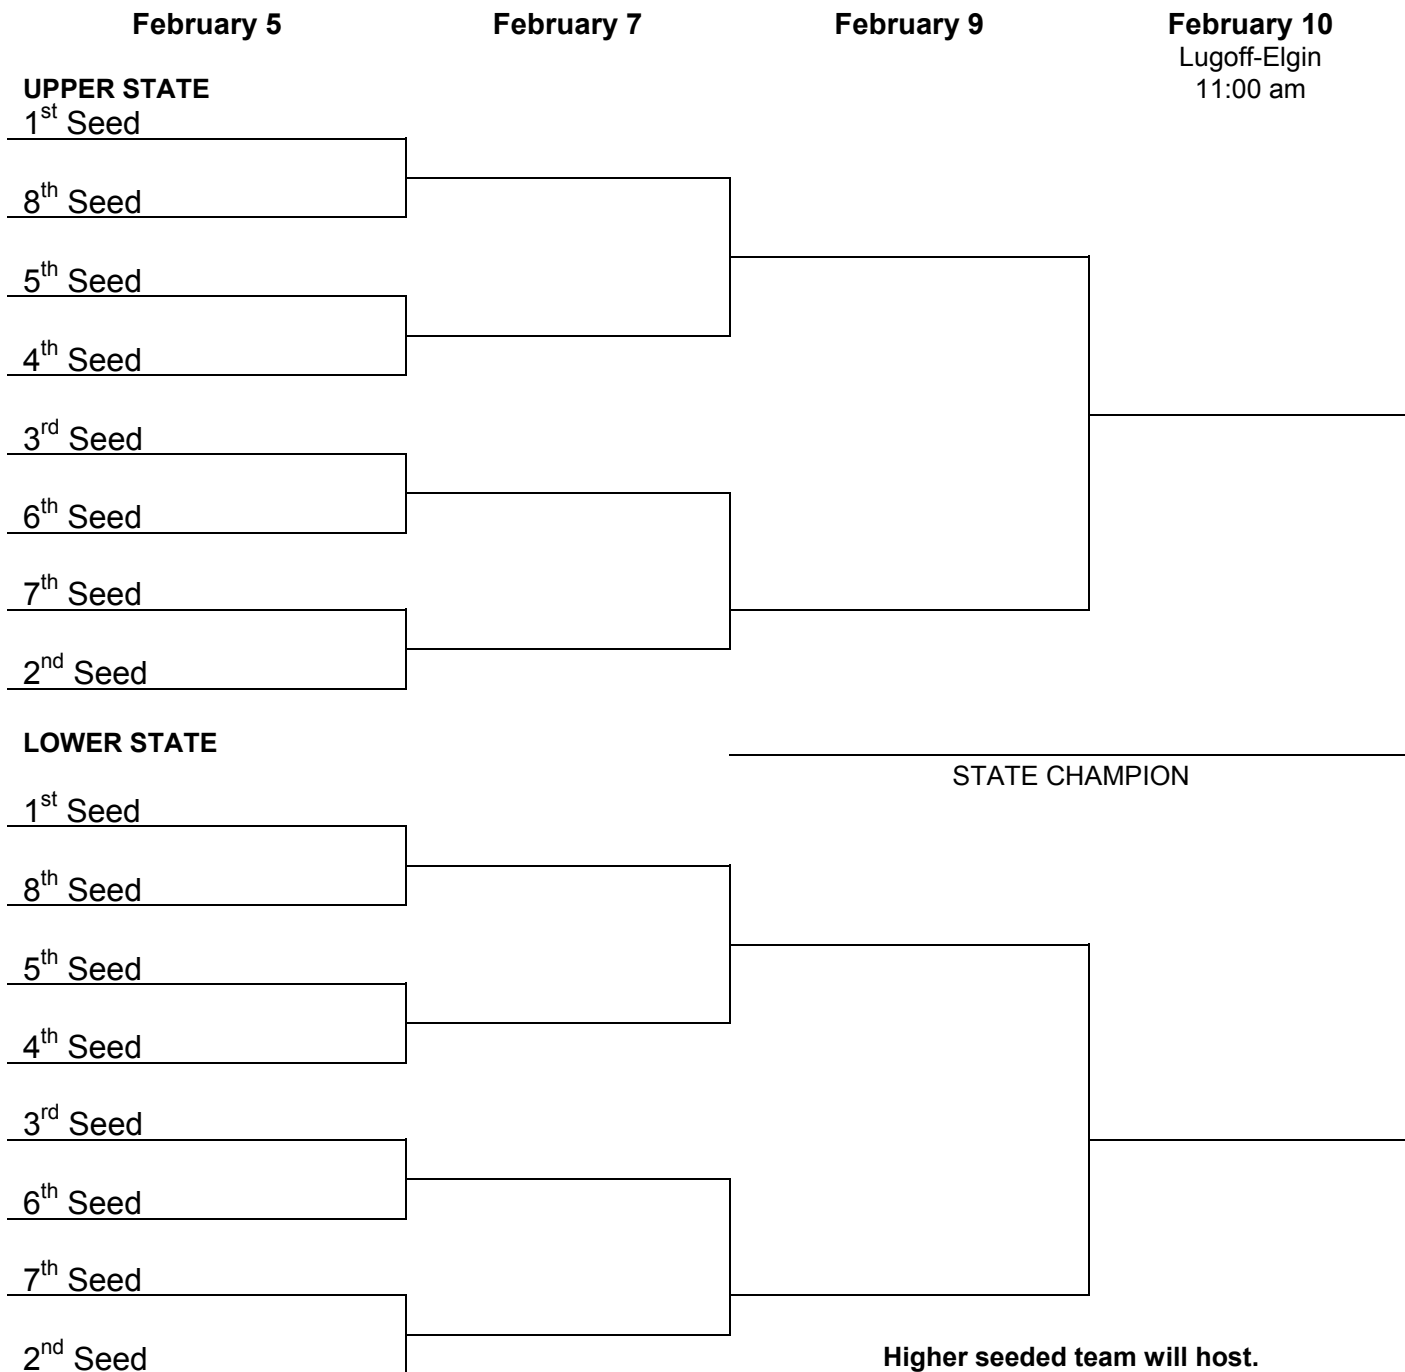 February 5 February 7 February 9 February 10
Lugoff-Elgin
11:00 am
UPPER STATE
1st Seed
8th Seed
5th Seed
4th Seed
3rd Seed
6th Seed
7th Seed
2nd Seed
LOWER STATE
STATE CHAMPION
1st Seed
8th Seed
5th Seed
4th Seed
3rd Seed
6th Seed
7th Seed
2nd Seed
Higher seeded team will host.